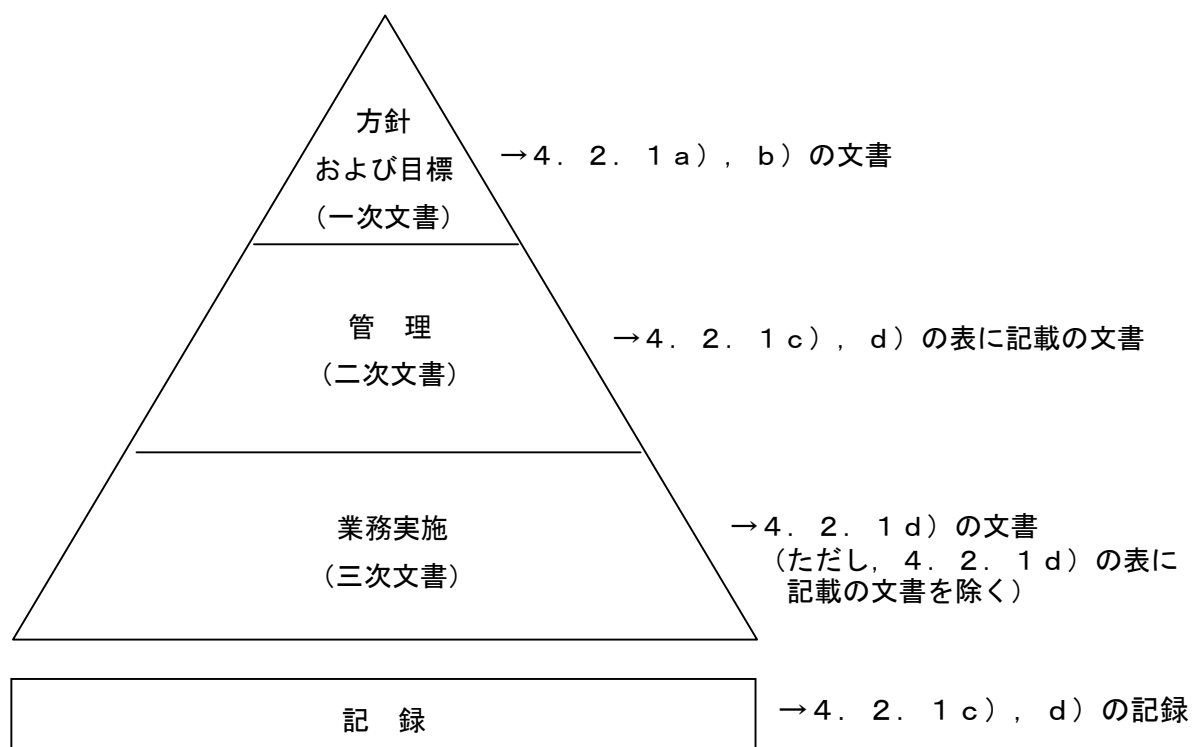 方針
および目標
(一次文書)
→4．2．1a)，b)の文書
管　理
(二次文書)
→4．2．1c)，d)の表に記載の文書
業務実施
(三次文書)
→4．2．1d)の文書
(ただし，4．2．1d)の表に
記載の文書を除く)
記　録
→4．2．1c)，d)の記録